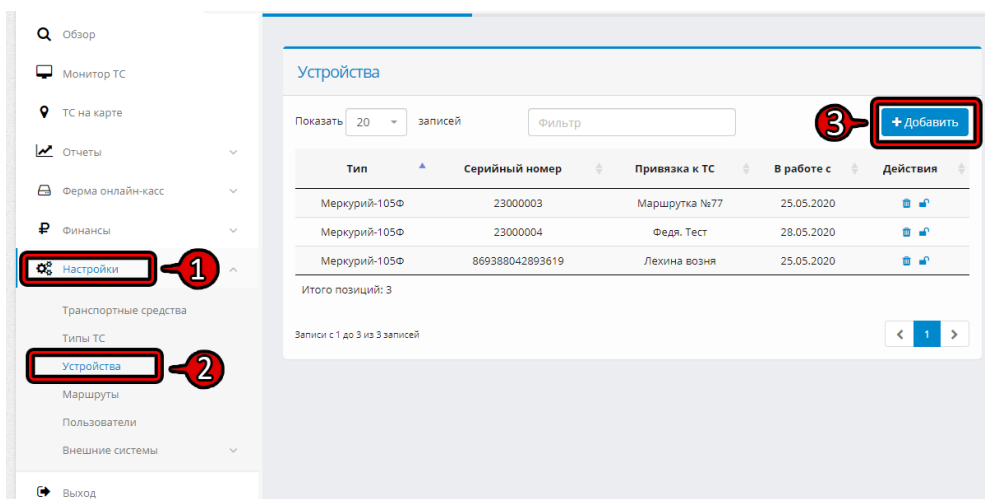 Обзор
Монитор ТС
ТС на карте
Отчеты
Ферма онлайн-касс
Финансы
Настройки
1
Транспортные средства
Типы ТС
Устройства
2
Маршруты
Пользователи
Внешние системы
Выход
Устройства
Показать 20 записей Фильтр
3
+ Добавить
Тип Серийный номер Привязка к ТС В работе с Действия
Меркурий-105Ф 23000003 Маршрутка №77 25.05.2020
Меркурий-105Ф 23000004 Федя. Тест 28.05.2020
Меркурий-105Ф 869388042893619 Лехина возня 25.05.2020
Итого позиций: 3
Записи с 1 до 3 из 3 записей
< 1 >